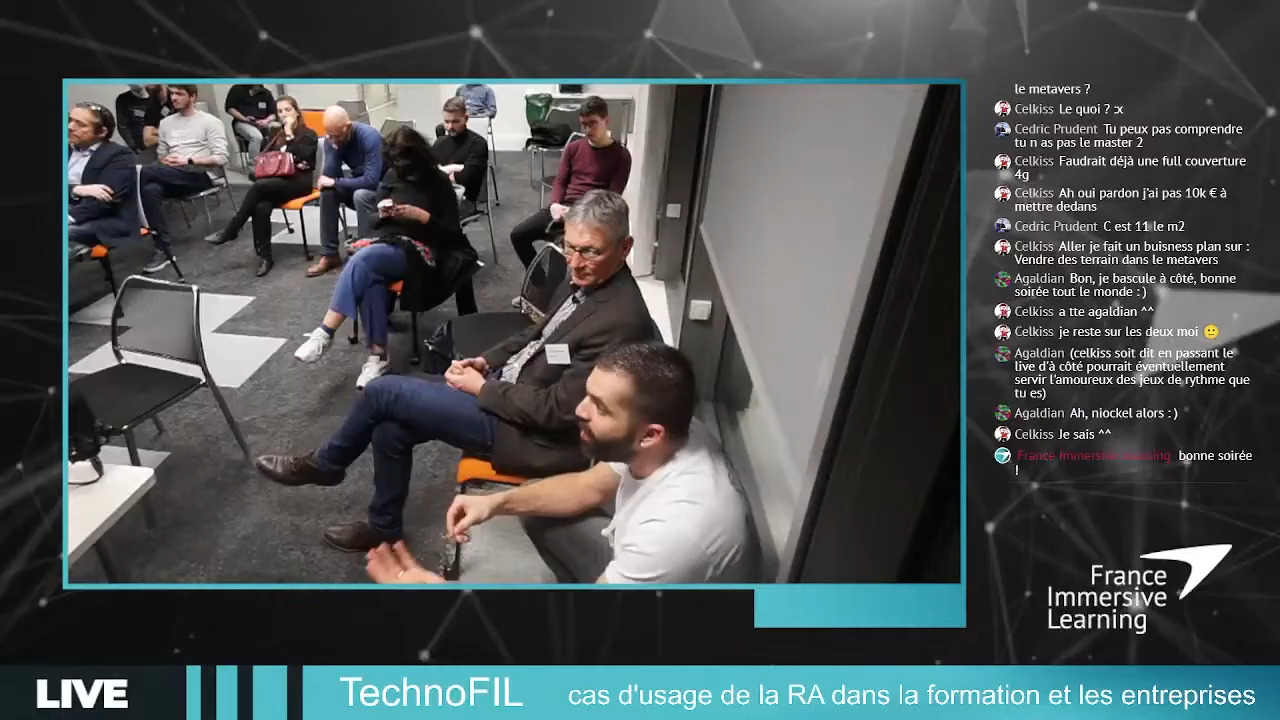 le metavers ?
Celkiss Le quoi ? :x
Cedric Prudent Tu peux pas comprendre
tu n as pas le master 2
Celkiss Faudrait déjà une full couverture
4g
Celkiss Ah oui pardon j'ai pas 10k € à
mettre dedans
Cedric Prudent C est 11 le m2
Celkiss Aller je fait un buisness plan sur :
Vendre des terrain dans le metavers
Agaldian Bon, je bascule à côté, bonne
soirée tout le monde : )
Celkiss a tte agaldian ^^
Celkiss je reste sur les deux moi 🙂
Agaldian (celkiss soit dit en passant le
live d'à côté pourrait éventuellement
servir l'amoureux des jeux de rythme que
tu es)
Agaldian Ah, niockel alors : )
Celkiss Je sais ^^
France Immersive Learning bonne soirée
!
France
Immersive
Learning
LIVE
TechnoFIL
cas d'usage de la RA dans la formation et les entreprises